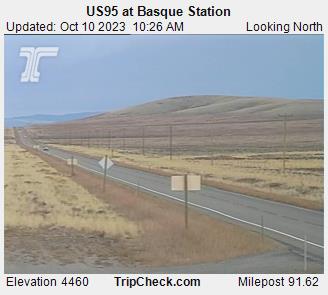 US95 at Basque Station
Updated: Oct 10 2023 10:26 AM Looking North
Elevation 4460 TripCheck.com Milepost 91.62